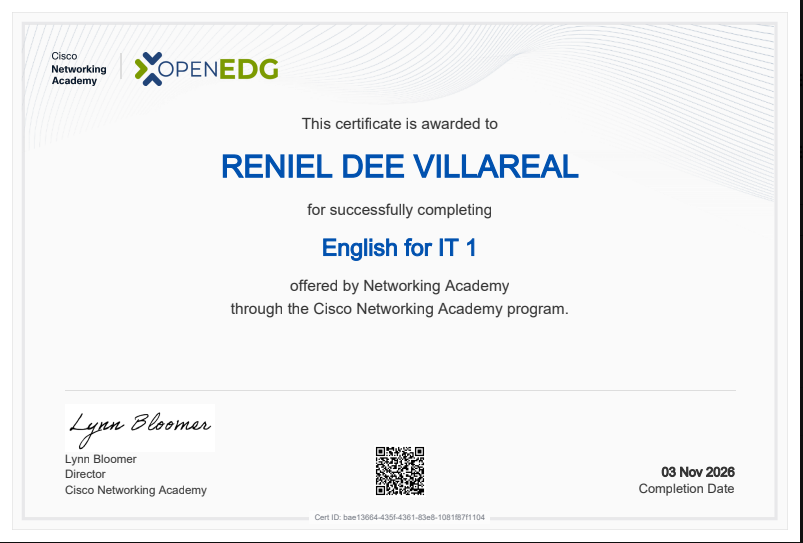 Cisco
Networking
Academy
OPENEDG
This certificate is awarded to
RENIEL DEE VILLAREAL
for successfully completing
English for IT 1
offered by Networking Academy
through the Cisco Networking Academy program.
Lynn Bloomer
Lynn Bloomer
Director
Cisco Networking Academy
03 Nov 2026
Completion Date
Cert ID: bae13664-435f-4361-83e8-1081f87f1104